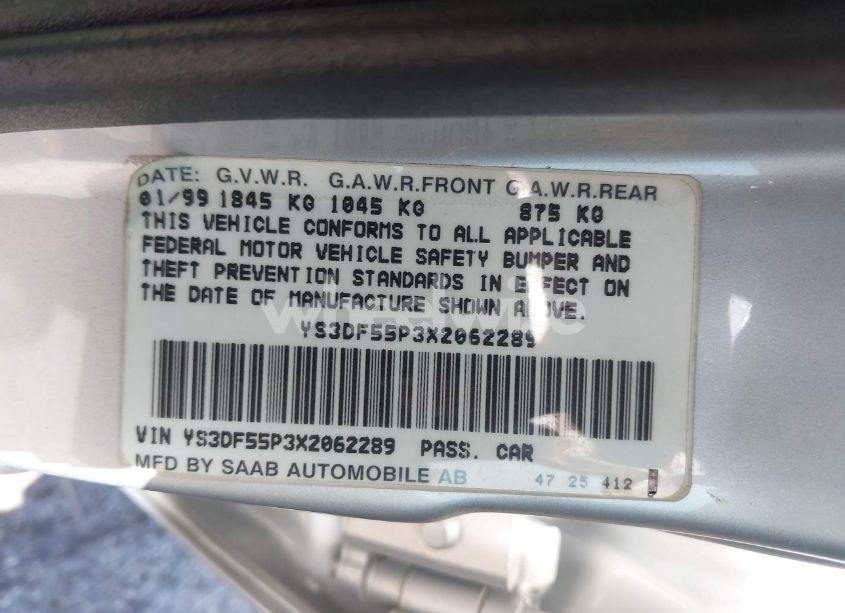 DATE: G.V.W.R. G.A.W.R.FRONT G.A.W.R.REAR
01/99 1845 KG 1045 KG 875 KG
THIS VEHICLE CONFORMS TO ALL APPLICABLE
FEDERAL MOTOR VEHICLE SAFETY BUMPER AND
THEFT PREVENTION STANDARDS IN EFFECT ON
THE DATE OF MANUFACTURE SHOWN ABOVE.
YS3DF55P3X2062289
VIN YS3DF55P3X2062289 PASS. CAR
MFD BY SAAB AUTOMOBILE AB 47 25 412